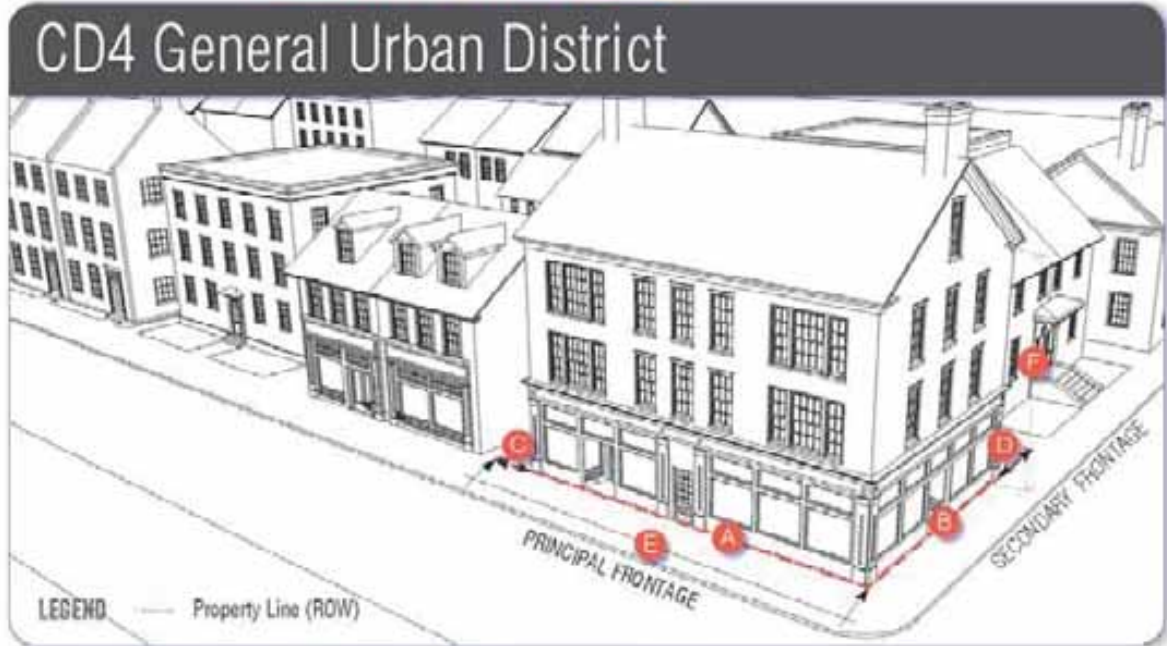 CD4 General Urban District
F
C
D
B
A
E
PRINCIPAL FRONTAGE
SECONDARY FRONTAGE
LEGEND Property Line (ROW)